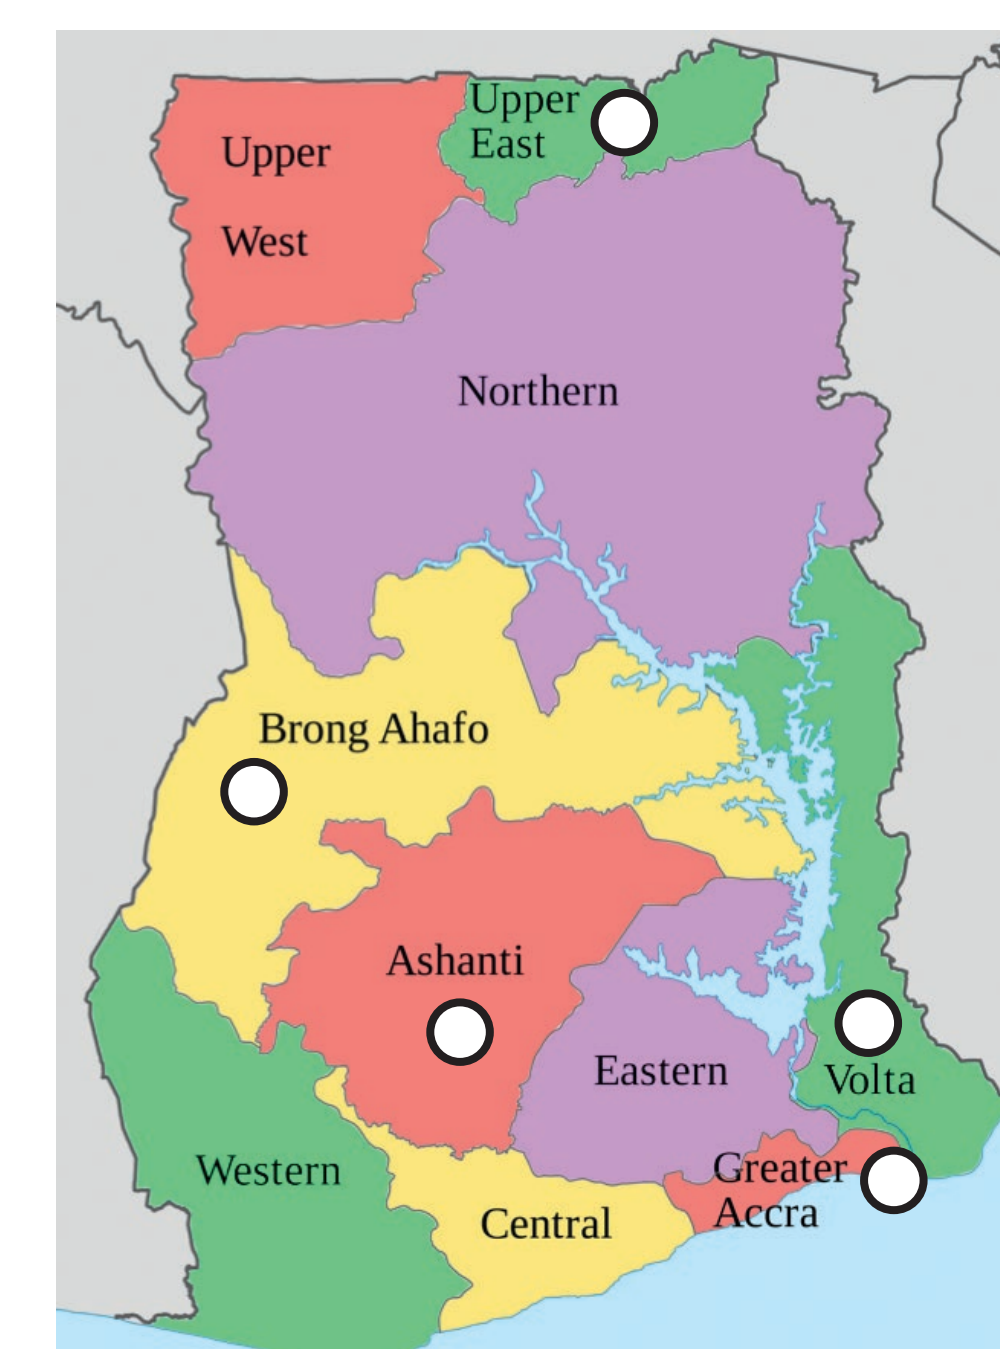 Upper
East
Upper
West
Northern
Brong Ahafo
Ashanti
Eastern
Volta
Western
Greater
Accra
Central